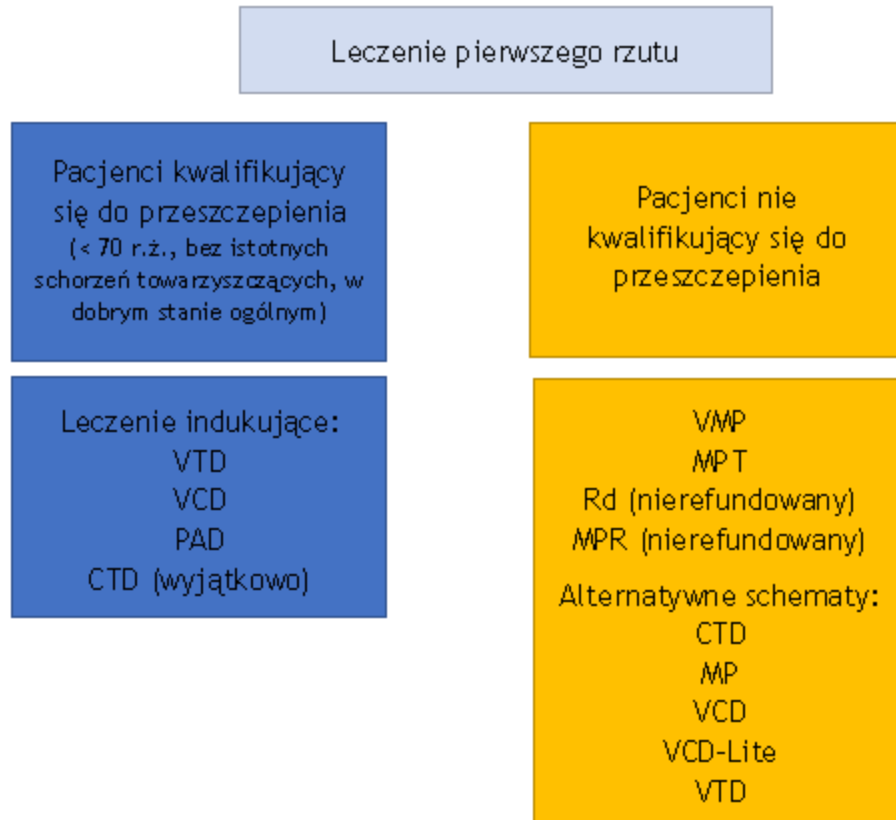 Leczenie pierwszego rzutu
Pacjenci kwalifikujący
się do przeszczepienia
(< 70 r.ż., bez istotnych
schorzeń towarzyszczących, w
dobrym stanie ogólnym)
Leczenie indukujące:
VTD
VCD
PAD
CTD (wyjątkowo)
Pacjenci nie
kwalifikujący się do
przeszczepienia
VMP
MPT
Rd (nierefundowany)
MPR (nierefundowany)
Alternatywne schematy:
CTD
MP
VCD
VCD-Lite
VTD